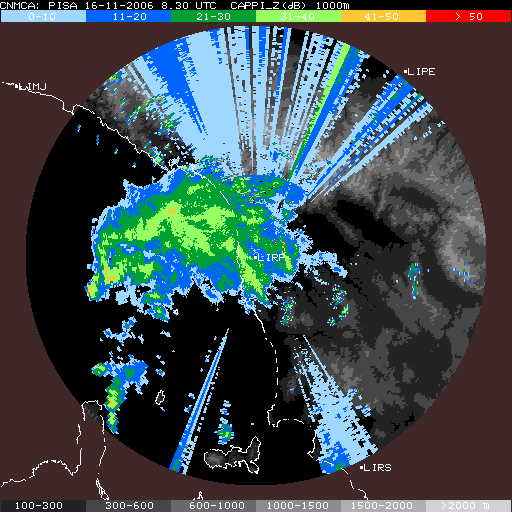 CNMCA: PISA 16-11-2006 8.30 UTC CAPPI_Z(dB) 1000m
0-10 11-20 21-30 31-40 41-50 > 50
LIPE
LIMJ
LIRP
LIRS
100-300 300-600 600-1000 1000-1500 1500-2000 >2000 m